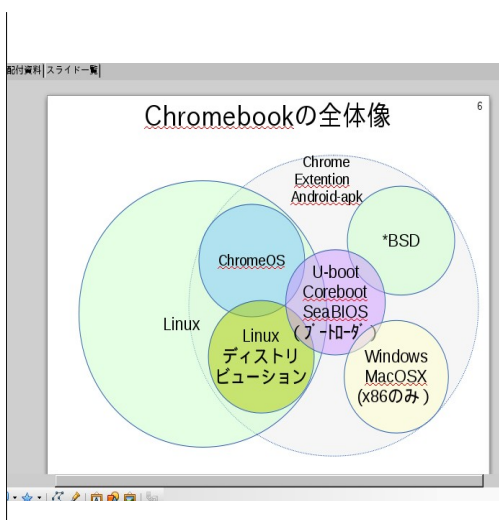 配付資料 スライド一覧
Chromebookの全体像
6
Chrome
Extention
Android-apk
*BSD
ChromeOS
U-boot
Coreboot
SeaBIOS
(ﾌﾞｰﾄﾛｰﾀﾞ)
Linux
Linux
ディストリ
ビューション
Windows
MacOSX
(x86のみ)